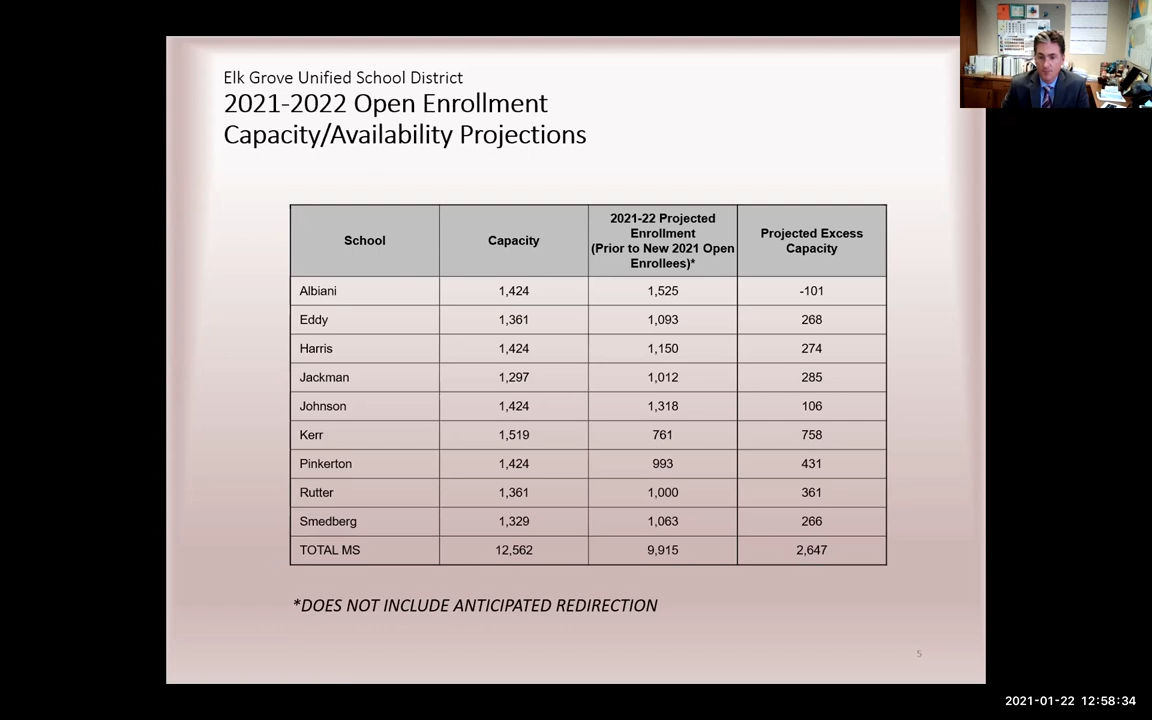 Elk Grove Unified School District
2021-2022 Open Enrollment
Capacity/Availability Projections
School Capacity 2021-22 Projected Enrollment (Prior to New 2021 Open Enrollees)* Projected Excess Capacity
Albiani 1,424 1,525 -101
Eddy 1,361 1,093 268
Harris 1,424 1,150 274
Jackman 1,297 1,012 285
Johnson 1,424 1,318 106
Kerr 1,519 761 758
Pinkerton 1,424 993 431
Rutter 1,361 1,000 361
Smedberg 1,329 1,063 266
TOTAL MS 12,562 9,915 2,647
*DOES NOT INCLUDE ANTICIPATED REDIRECTION
5
2021-01-22 12:58:34